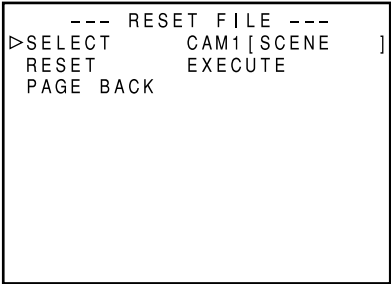 --- RESET FILE ---
▷SELECT CAM1[SCENE ]
RESET EXECUTE
PAGE BACK